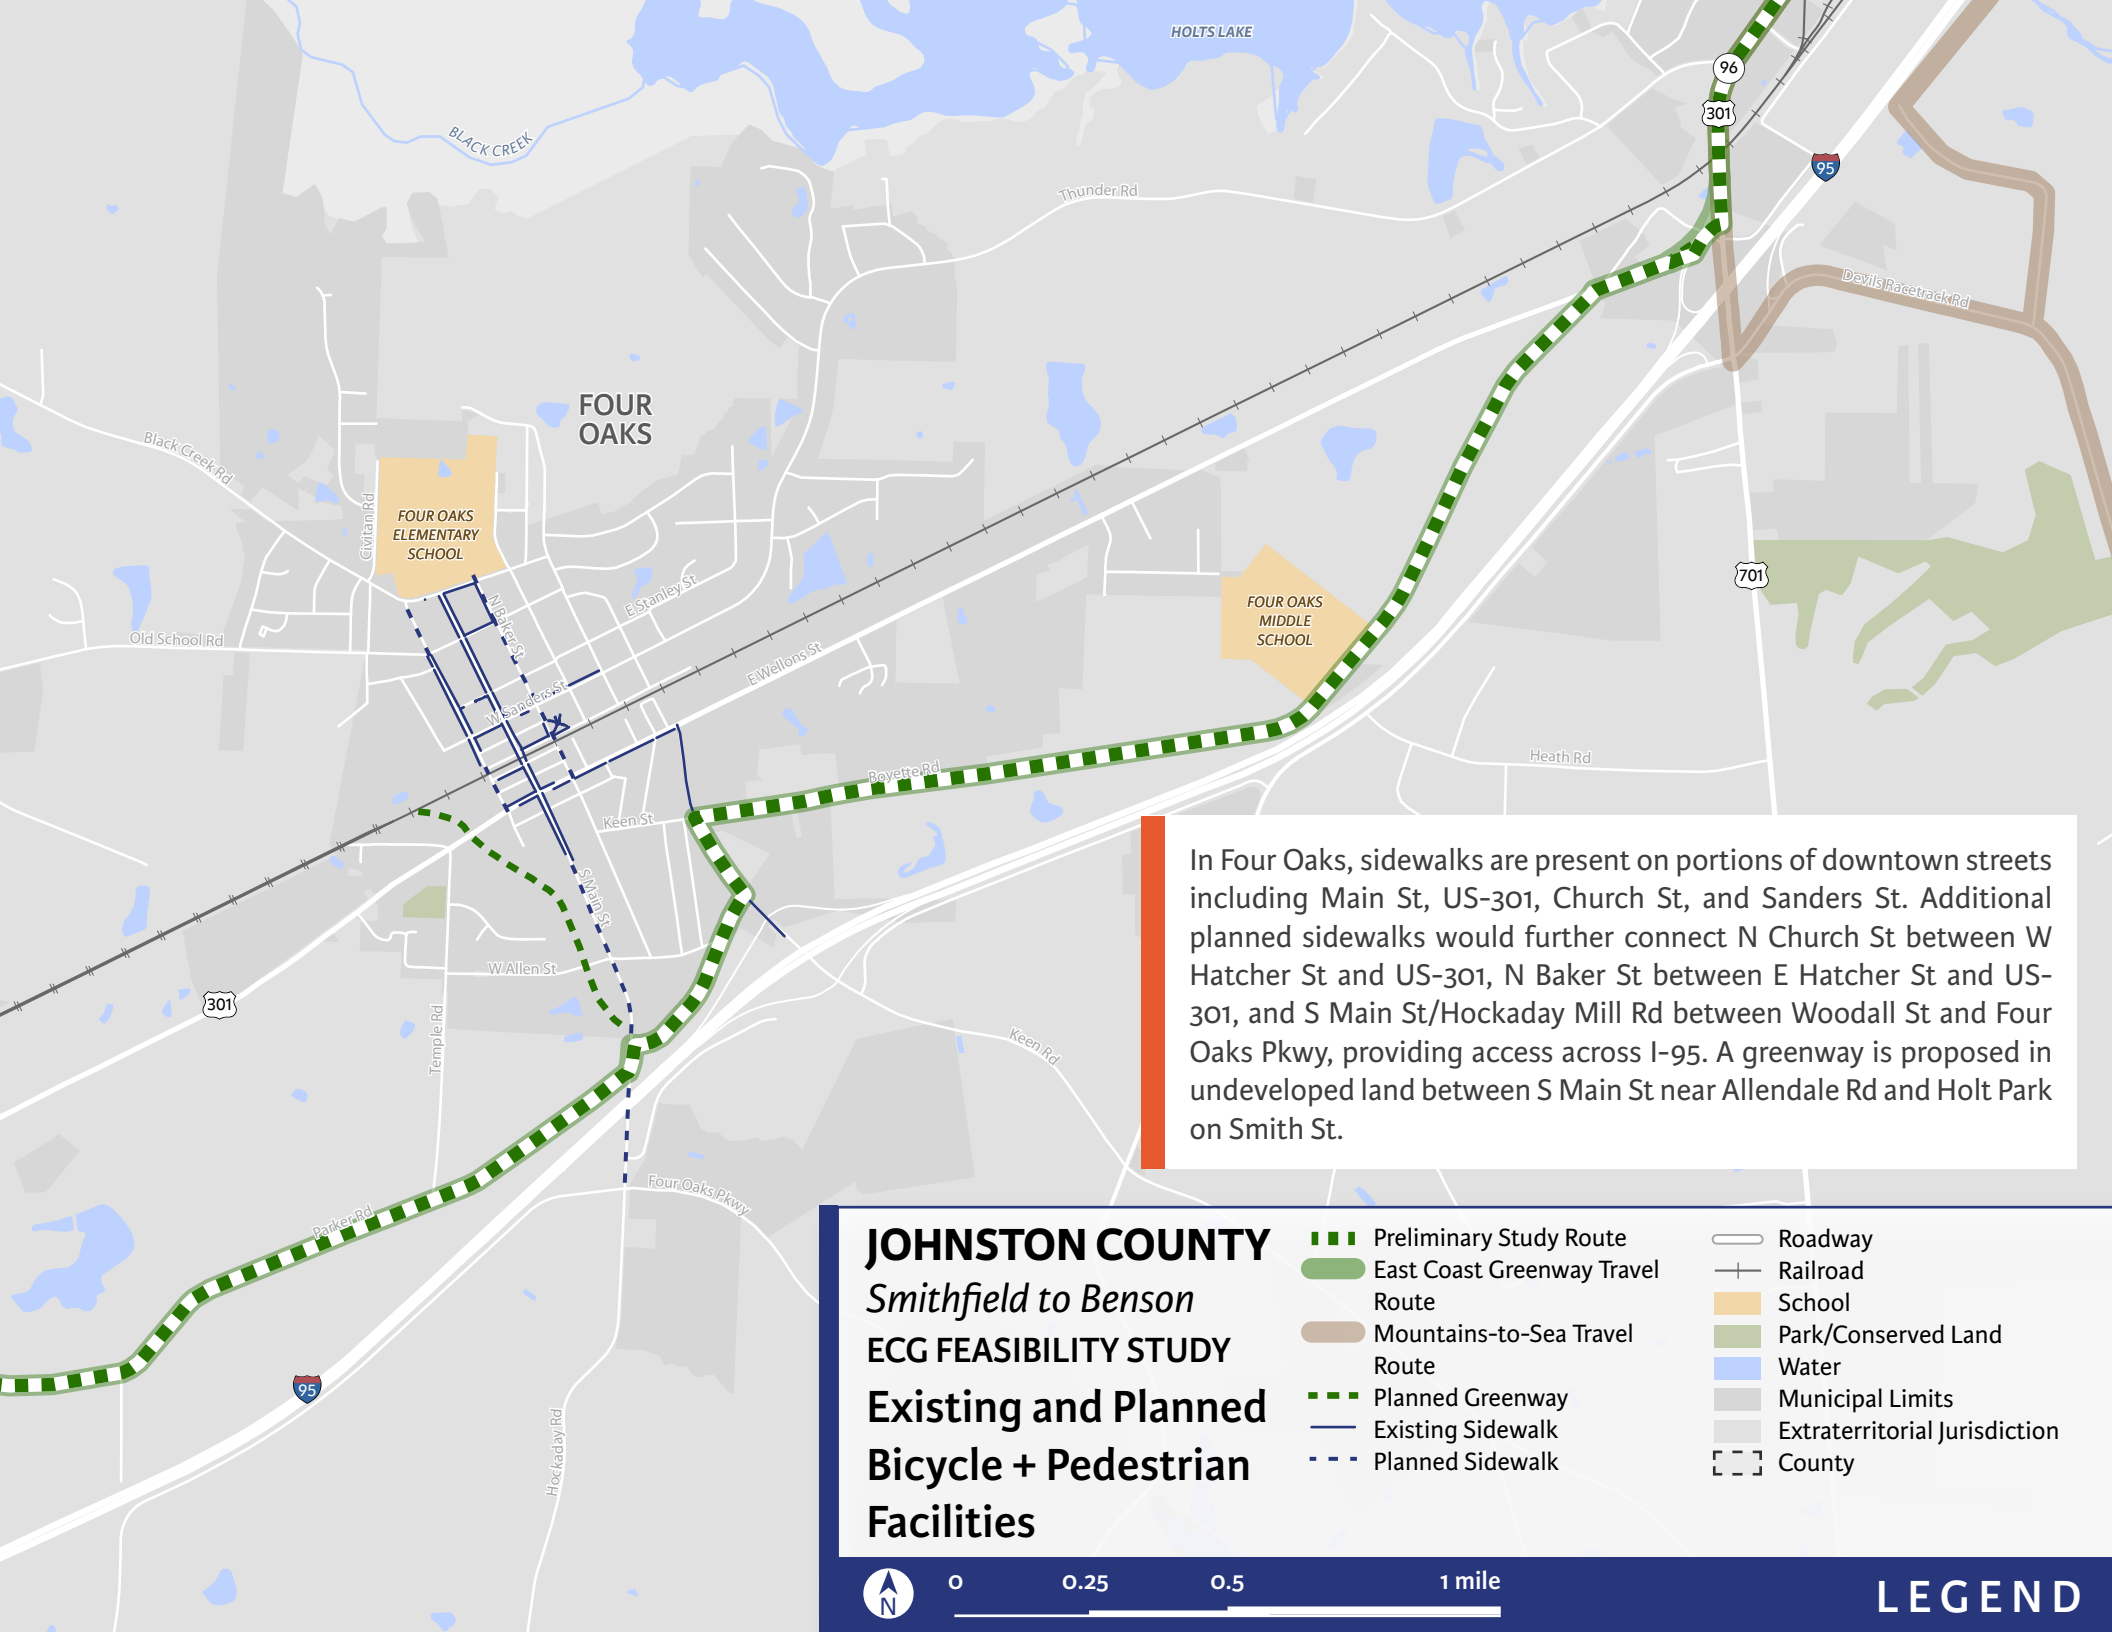 HOLTS LAKE
96
301
BLACK CREEK
95
Thunder Rd
Devils Racetrack Rd
FOUR
OAKS
Black Creek Rd
Civitan Rd
FOUR OAKS
ELEMENTARY
SCHOOL
N Baker St
E Stanley St
701
FOUR OAKS
MIDDLE
SCHOOL
Old School Rd
E Wellons St
W Sanders St
Heath Rd
Boyette Rd
Keen St
S Main St
W Allen St
301
Temple Rd
Keen Rd
Four Oaks Pkwy
Parker Rd
95
Hockaday Rd
In Four Oaks, sidewalks are present on portions of downtown streets
including Main St, US-301, Church St, and Sanders St. Additional
planned sidewalks would further connect N Church St between W
Hatcher St and US-301, N Baker St between E Hatcher St and US-
301, and S Main St/Hockaday Mill Rd between Woodall St and Four
Oaks Pkwy, providing access across I-95. A greenway is proposed in
undeveloped land between S Main St near Allendale Rd and Holt Park
on Smith St.
JOHNSTON COUNTY
Smithfield to Benson
ECG FEASIBILITY STUDY
Existing and Planned
Bicycle + Pedestrian
Facilities
Preliminary Study Route
East Coast Greenway Travel
Route
Mountains-to-Sea Travel
Route
Planned Greenway
Existing Sidewalk
Planned Sidewalk
Roadway
Railroad
School
Park/Conserved Land
Water
Municipal Limits
Extraterritorial Jurisdiction
County
N
0 0.25 0.5 1 mile
LEGEND